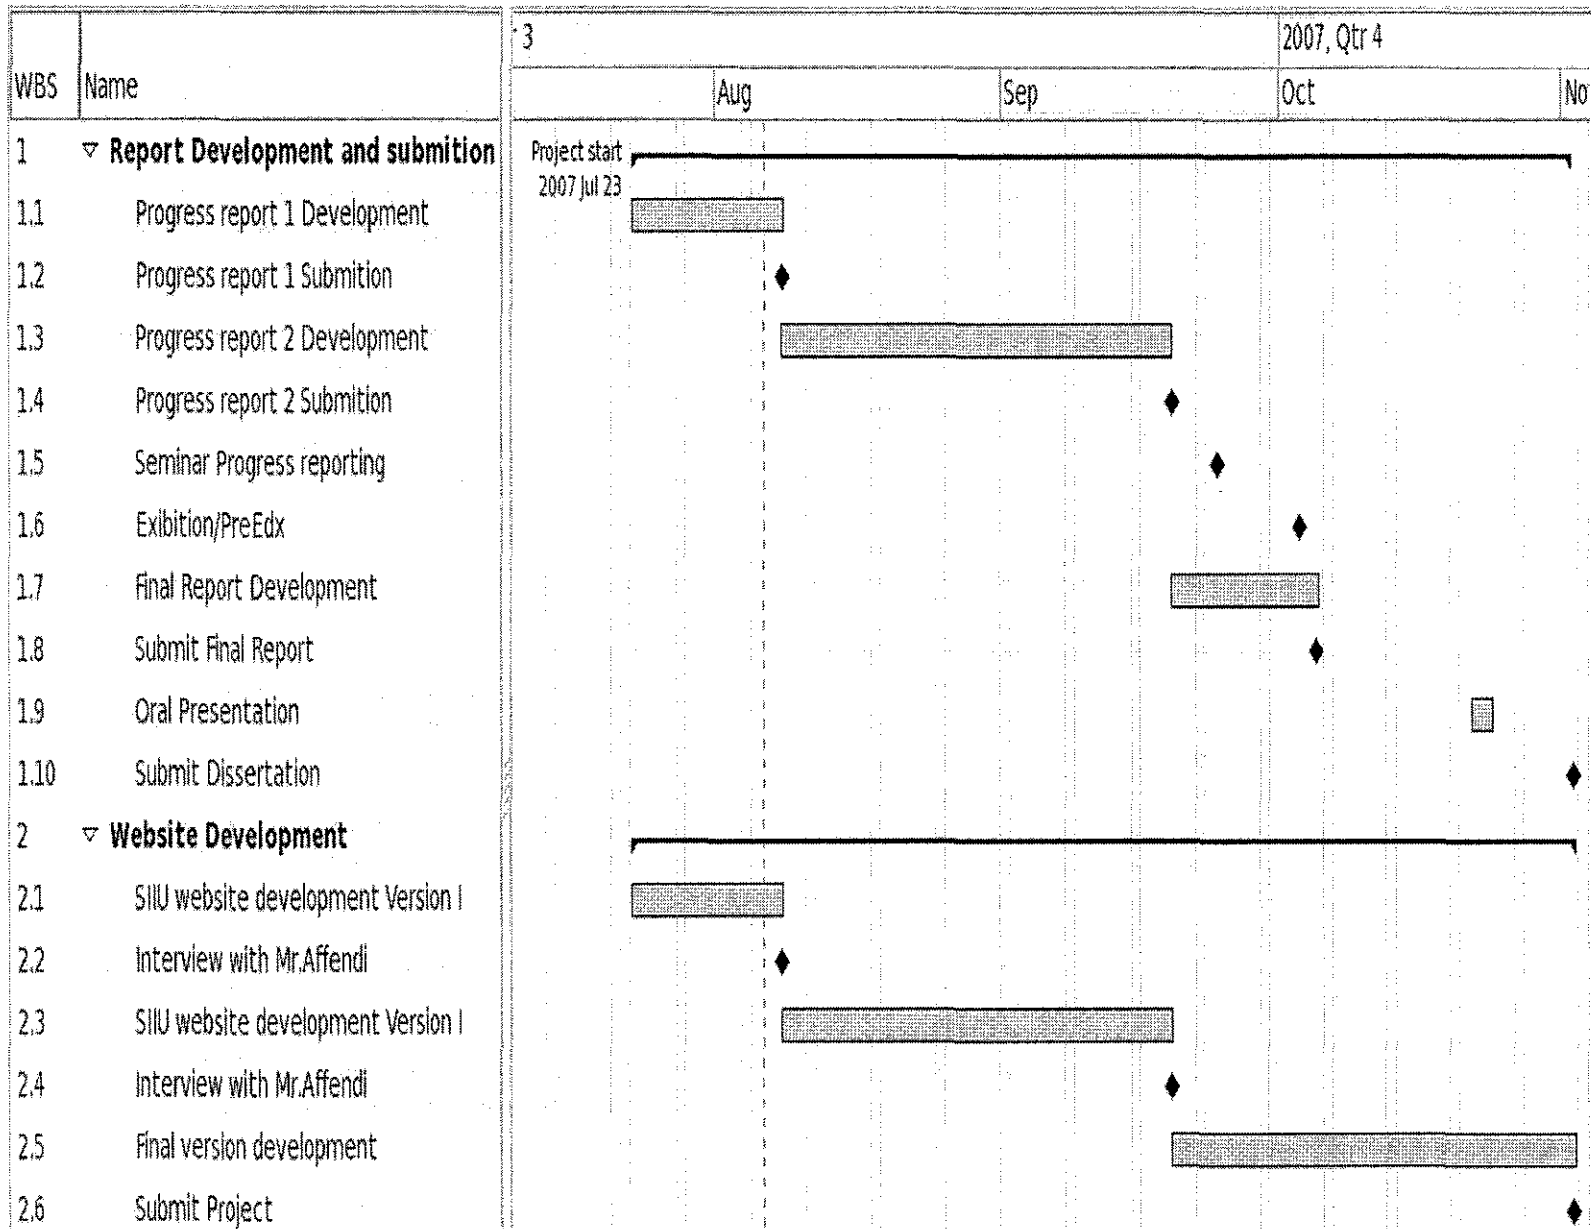 3
2007, Qtr 4
WBS Name
Aug Sep Oct No
1 Report Development and submition
Project start
2007 Jul 23
1.1 Progress report 1 Development
1.2 Progress report 1 Submition
1.3 Progress report 2 Development
1.4 Progress report 2 Submition
1.5 Seminar Progress reporting
1.6 Exibition/PreEdx
1.7 Final Report Development
1.8 Submit Final Report
1.9 Oral Presentation
1.10 Submit Dissertation
2 Website Development
2.1 SIIU website development Version I
2.2 Interview with Mr.Affendi
2.3 SIIU website development Version I
2.4 Interview with Mr.Affendi
2.5 Final version development
2.6 Submit Project